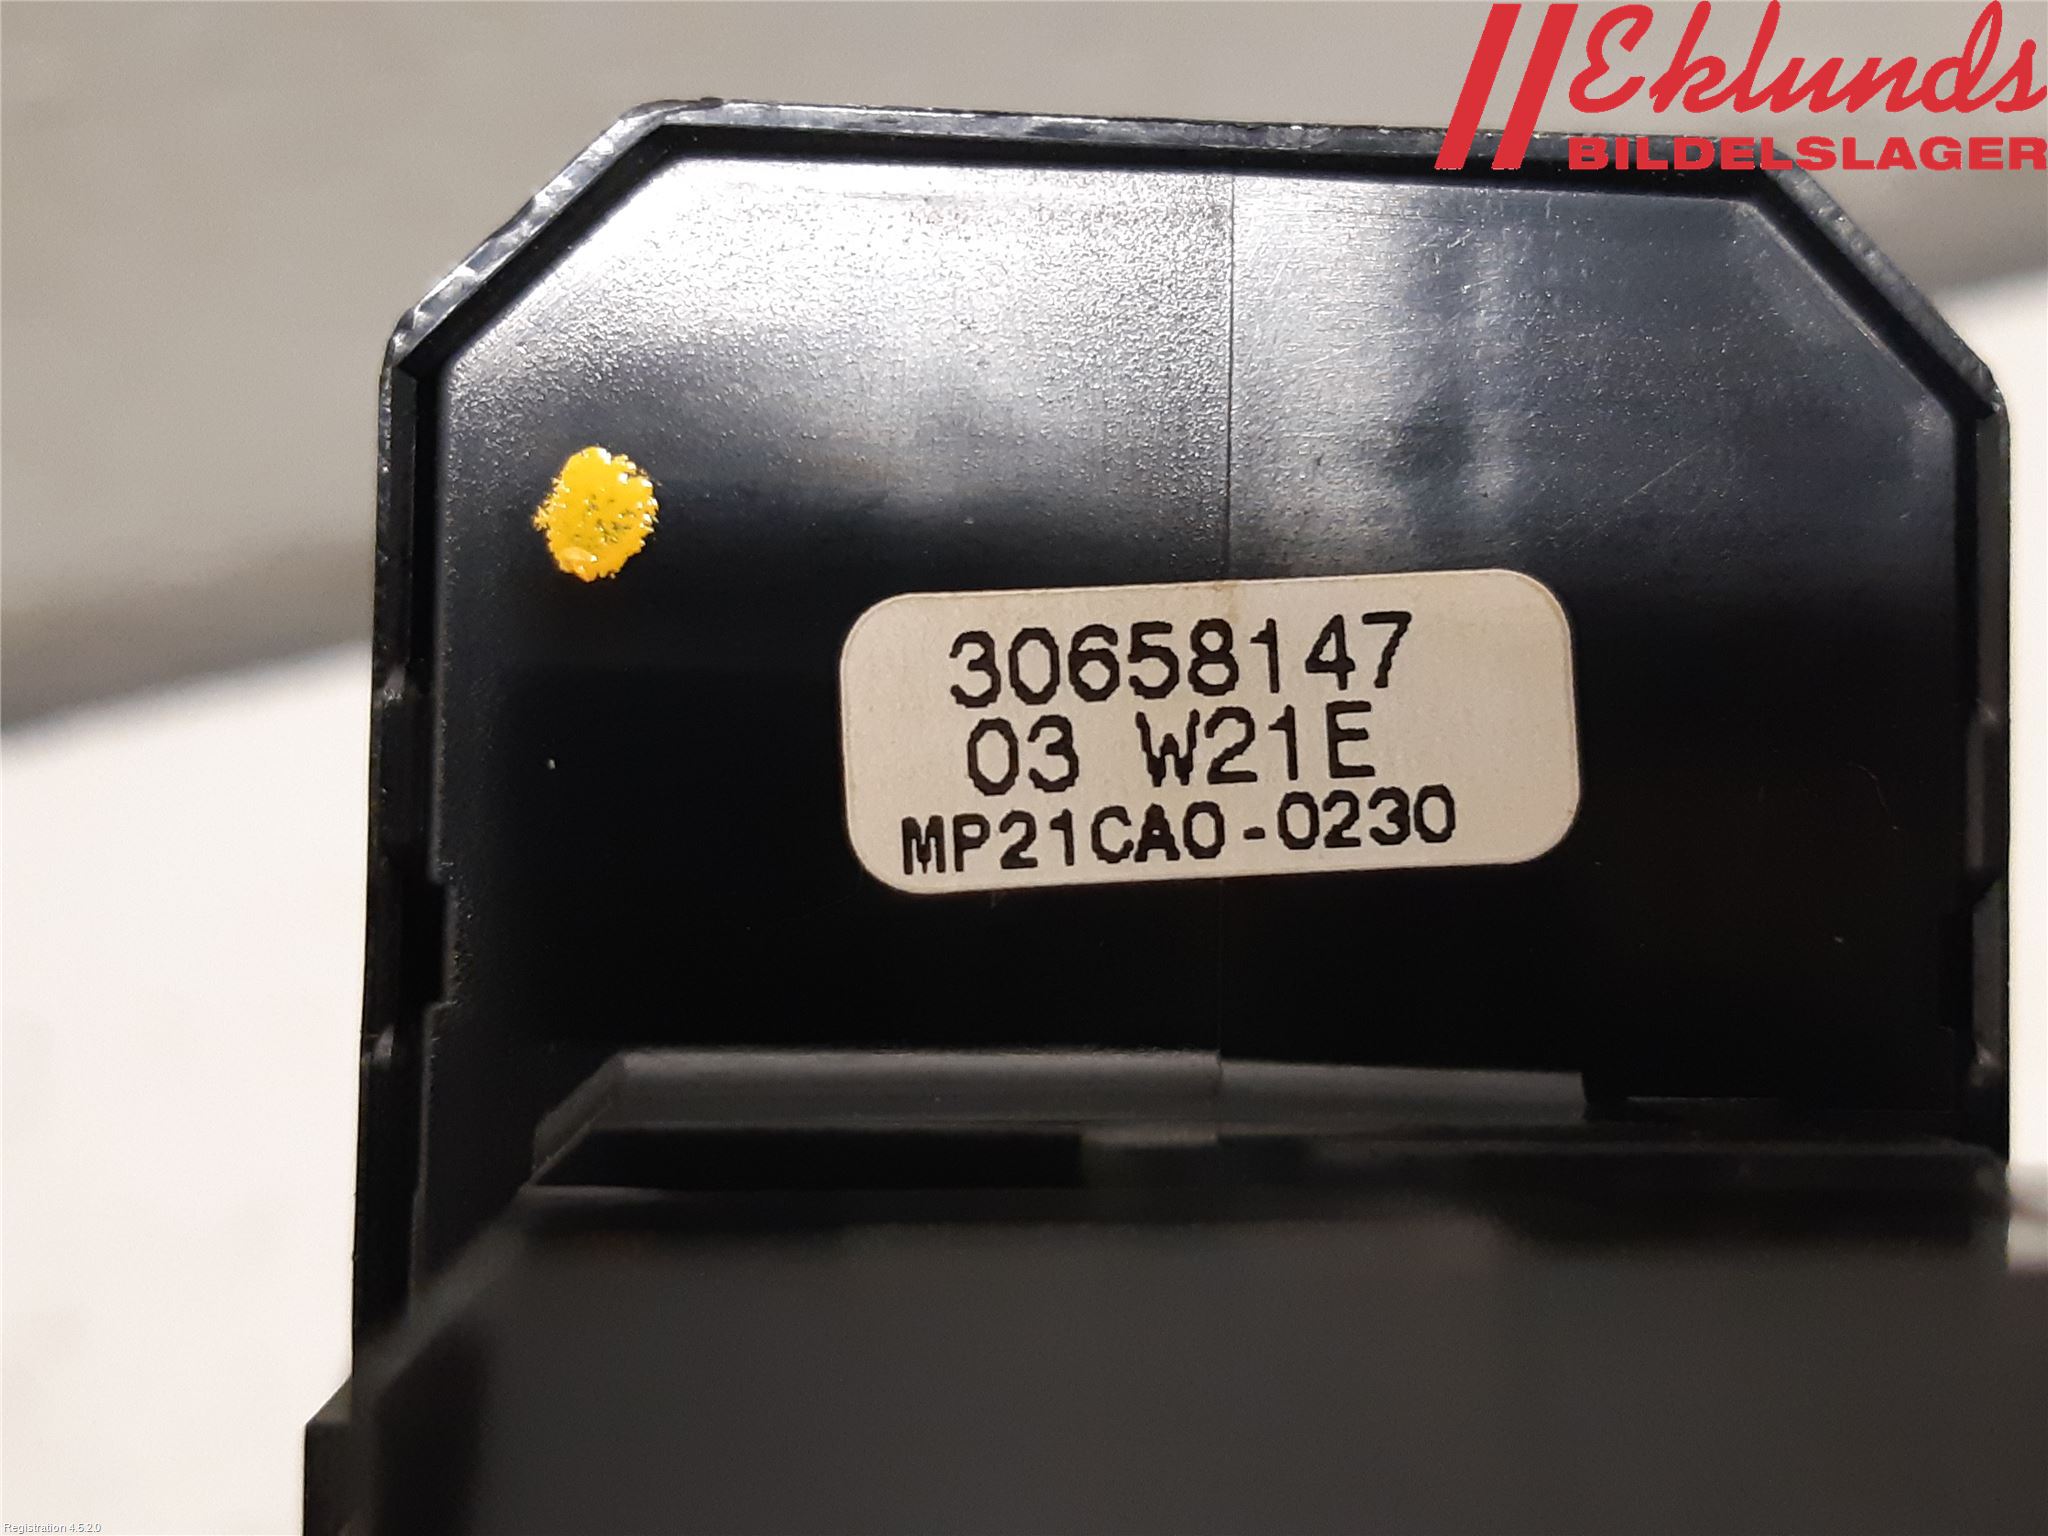 Eklunds
BILDELSLAGER
30658147
03 W21E
MP21CA0-0230
Registration 4.5.2.0